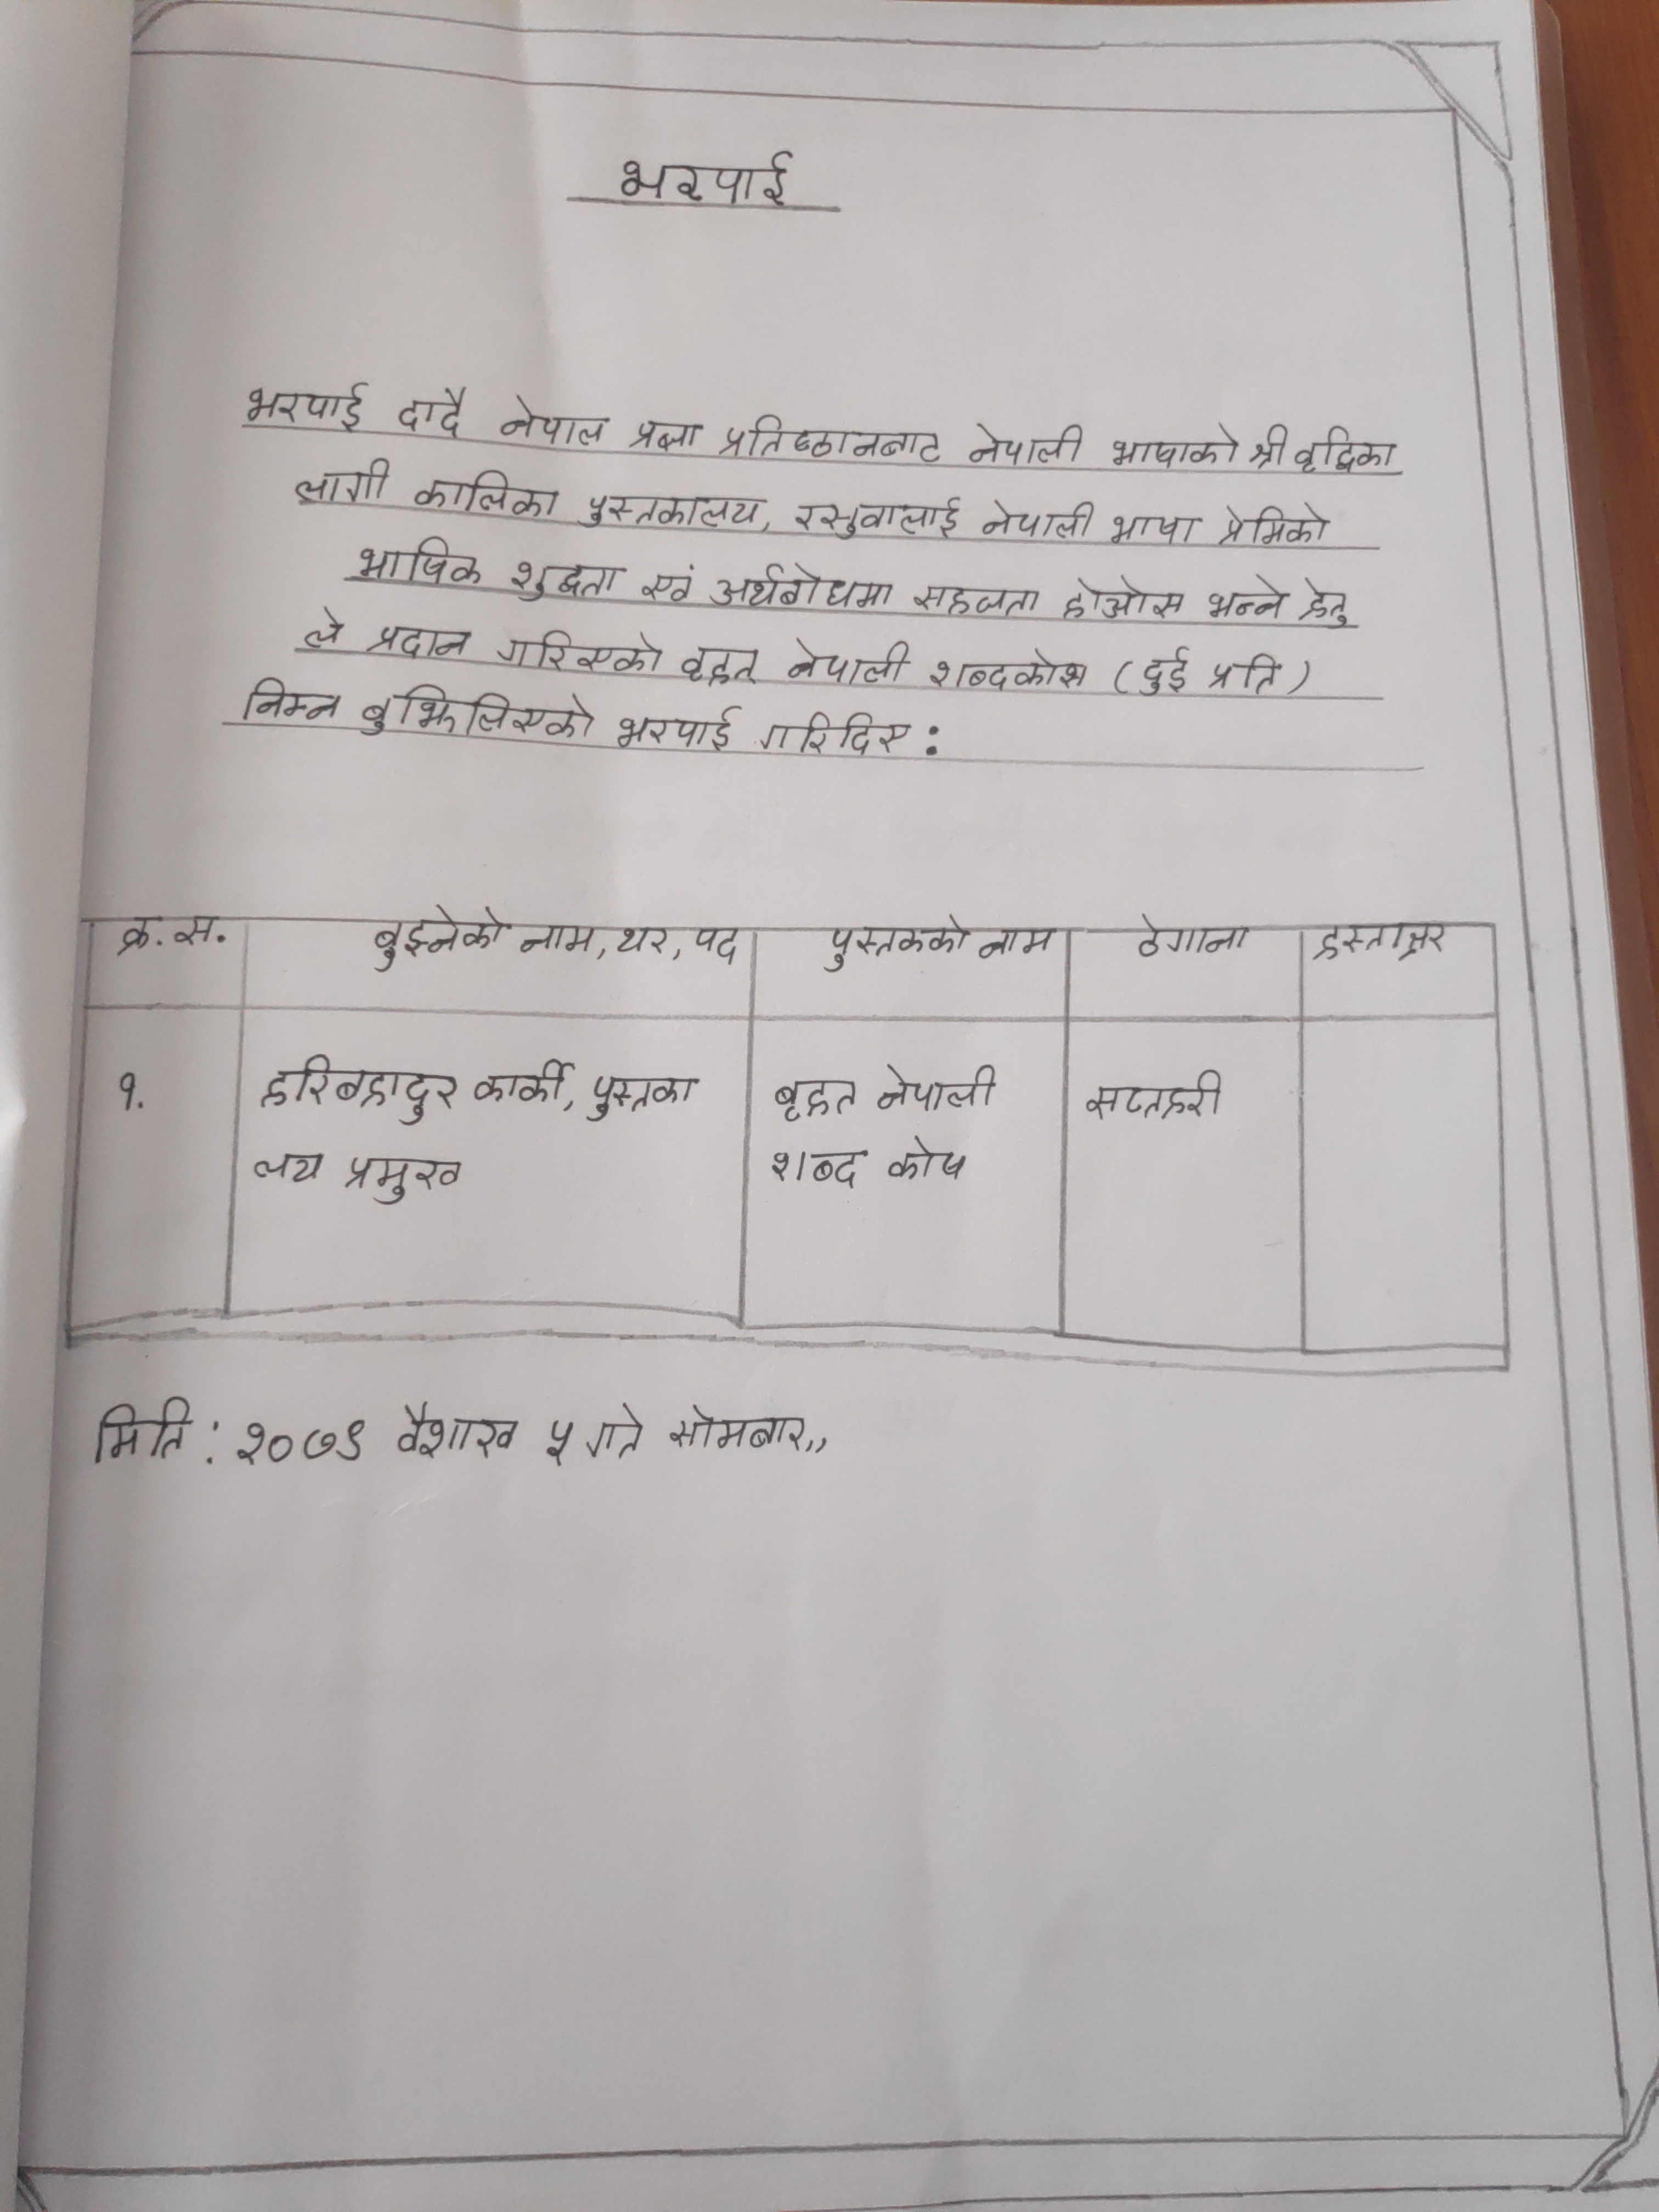 भरपाई
भरपाई दादै नेपाल प्रज्ञा प्रतिष्ठानबाट नेपाली भाषाको श्री वृद्धिका
लागी कालिका पुस्तकालय, रसुवालाई नेपाली भाषा प्रेमिको
भाषिक शुद्धता एवं अर्थबोधमा सहजता होओस भन्ने हेतु
ले प्रदान गरिएको वृहत् नेपाली शब्दकोश (दुई प्रति)
निम्न बुझिलिएको भरपाई गरिदिए :
क्र. स. बुझ्नेको नाम, थर, पद पुस्तकको नाम ठेगाना हस्ताक्षर
१. हरिबहादुर कार्की, पुस्तका बृहत नेपाली सप्तहरी
लय प्रमुख शब्द कोष
मिति : २०७९ वैशाख ५ गते सोमबार,,